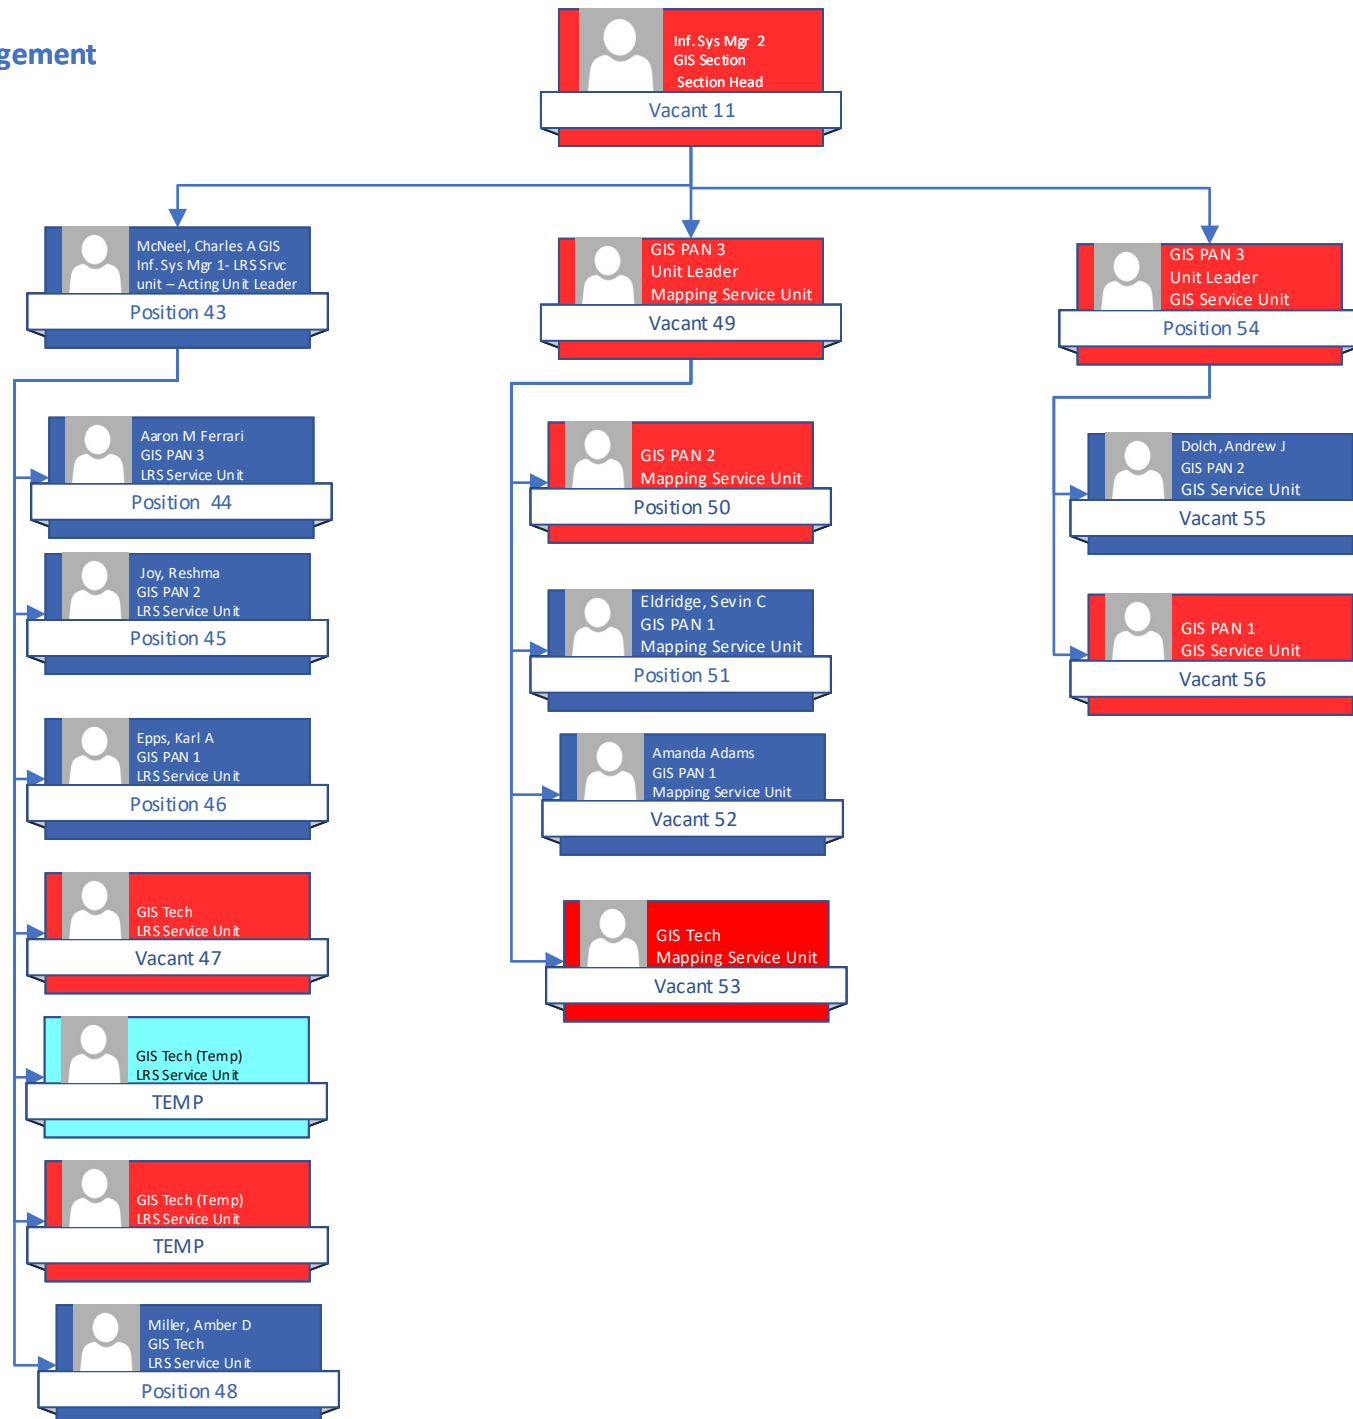 gement
Inf. Sys Mgr 2
GIS Section
Section Head
Vacant 11
McNeel, Charles A GIS
Inf. Sys Mgr 1- LRS Srvc
unit – Acting Unit Leader
Position 43
GIS PAN 3
Unit Leader
Mapping Service Unit
Vacant 49
GIS PAN 3
Unit Leader
GIS Service Unit
Position 54
Aaron M Ferrari
GIS PAN 3
LRS Service Unit
Position 44
Joy, Reshma
GIS PAN 2
LRS Service Unit
Position 45
Epps, Karl A
GIS PAN 1
LRS Service Unit
Position 46
GIS Tech
LRS Service Unit
Vacant 47
GIS Tech (Temp)
LRS Service Unit
TEMP
GIS Tech (Temp)
LRS Service Unit
TEMP
Miller, Amber D
GIS Tech
LRS Service Unit
Position 48
GIS PAN 2
Mapping Service Unit
Position 50
Eldridge, Sevin C
GIS PAN 1
Mapping Service Unit
Position 51
Amanda Adams
GIS PAN 1
Mapping Service Unit
Vacant 52
GIS Tech
Mapping Service Unit
Vacant 53
Dolch, Andrew J
GIS PAN 2
GIS Service Unit
Vacant 55
GIS PAN 1
GIS Service Unit
Vacant 56